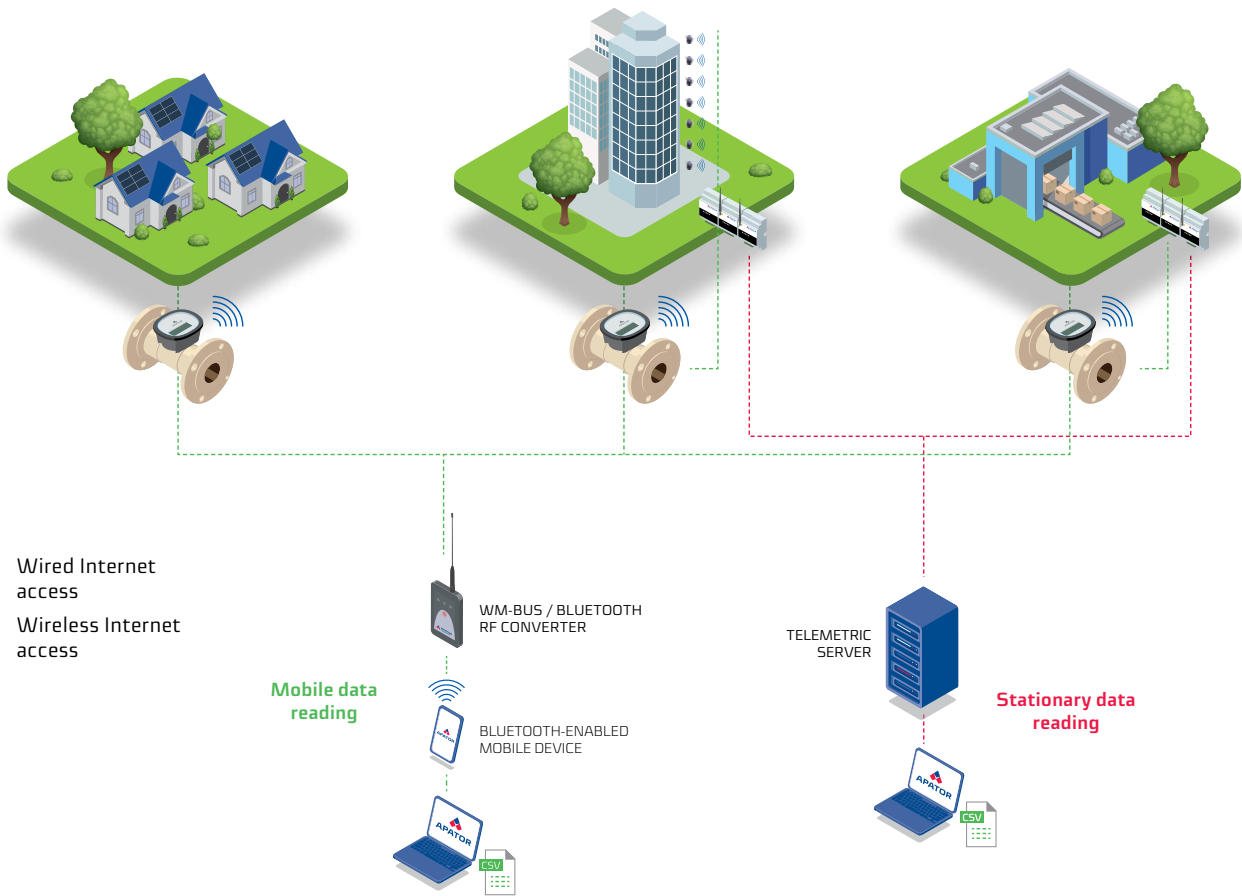 Wired Internet
access
Wireless Internet
access
WM-BUS / BLUETOOTH
RF CONVERTER
Mobile data
reading
APATOR
BLUETOOTH-ENABLED
MOBILE DEVICE
APATOR
CSV
TELEMETRIC
SERVER
Stationary data
reading
APATOR
CSV